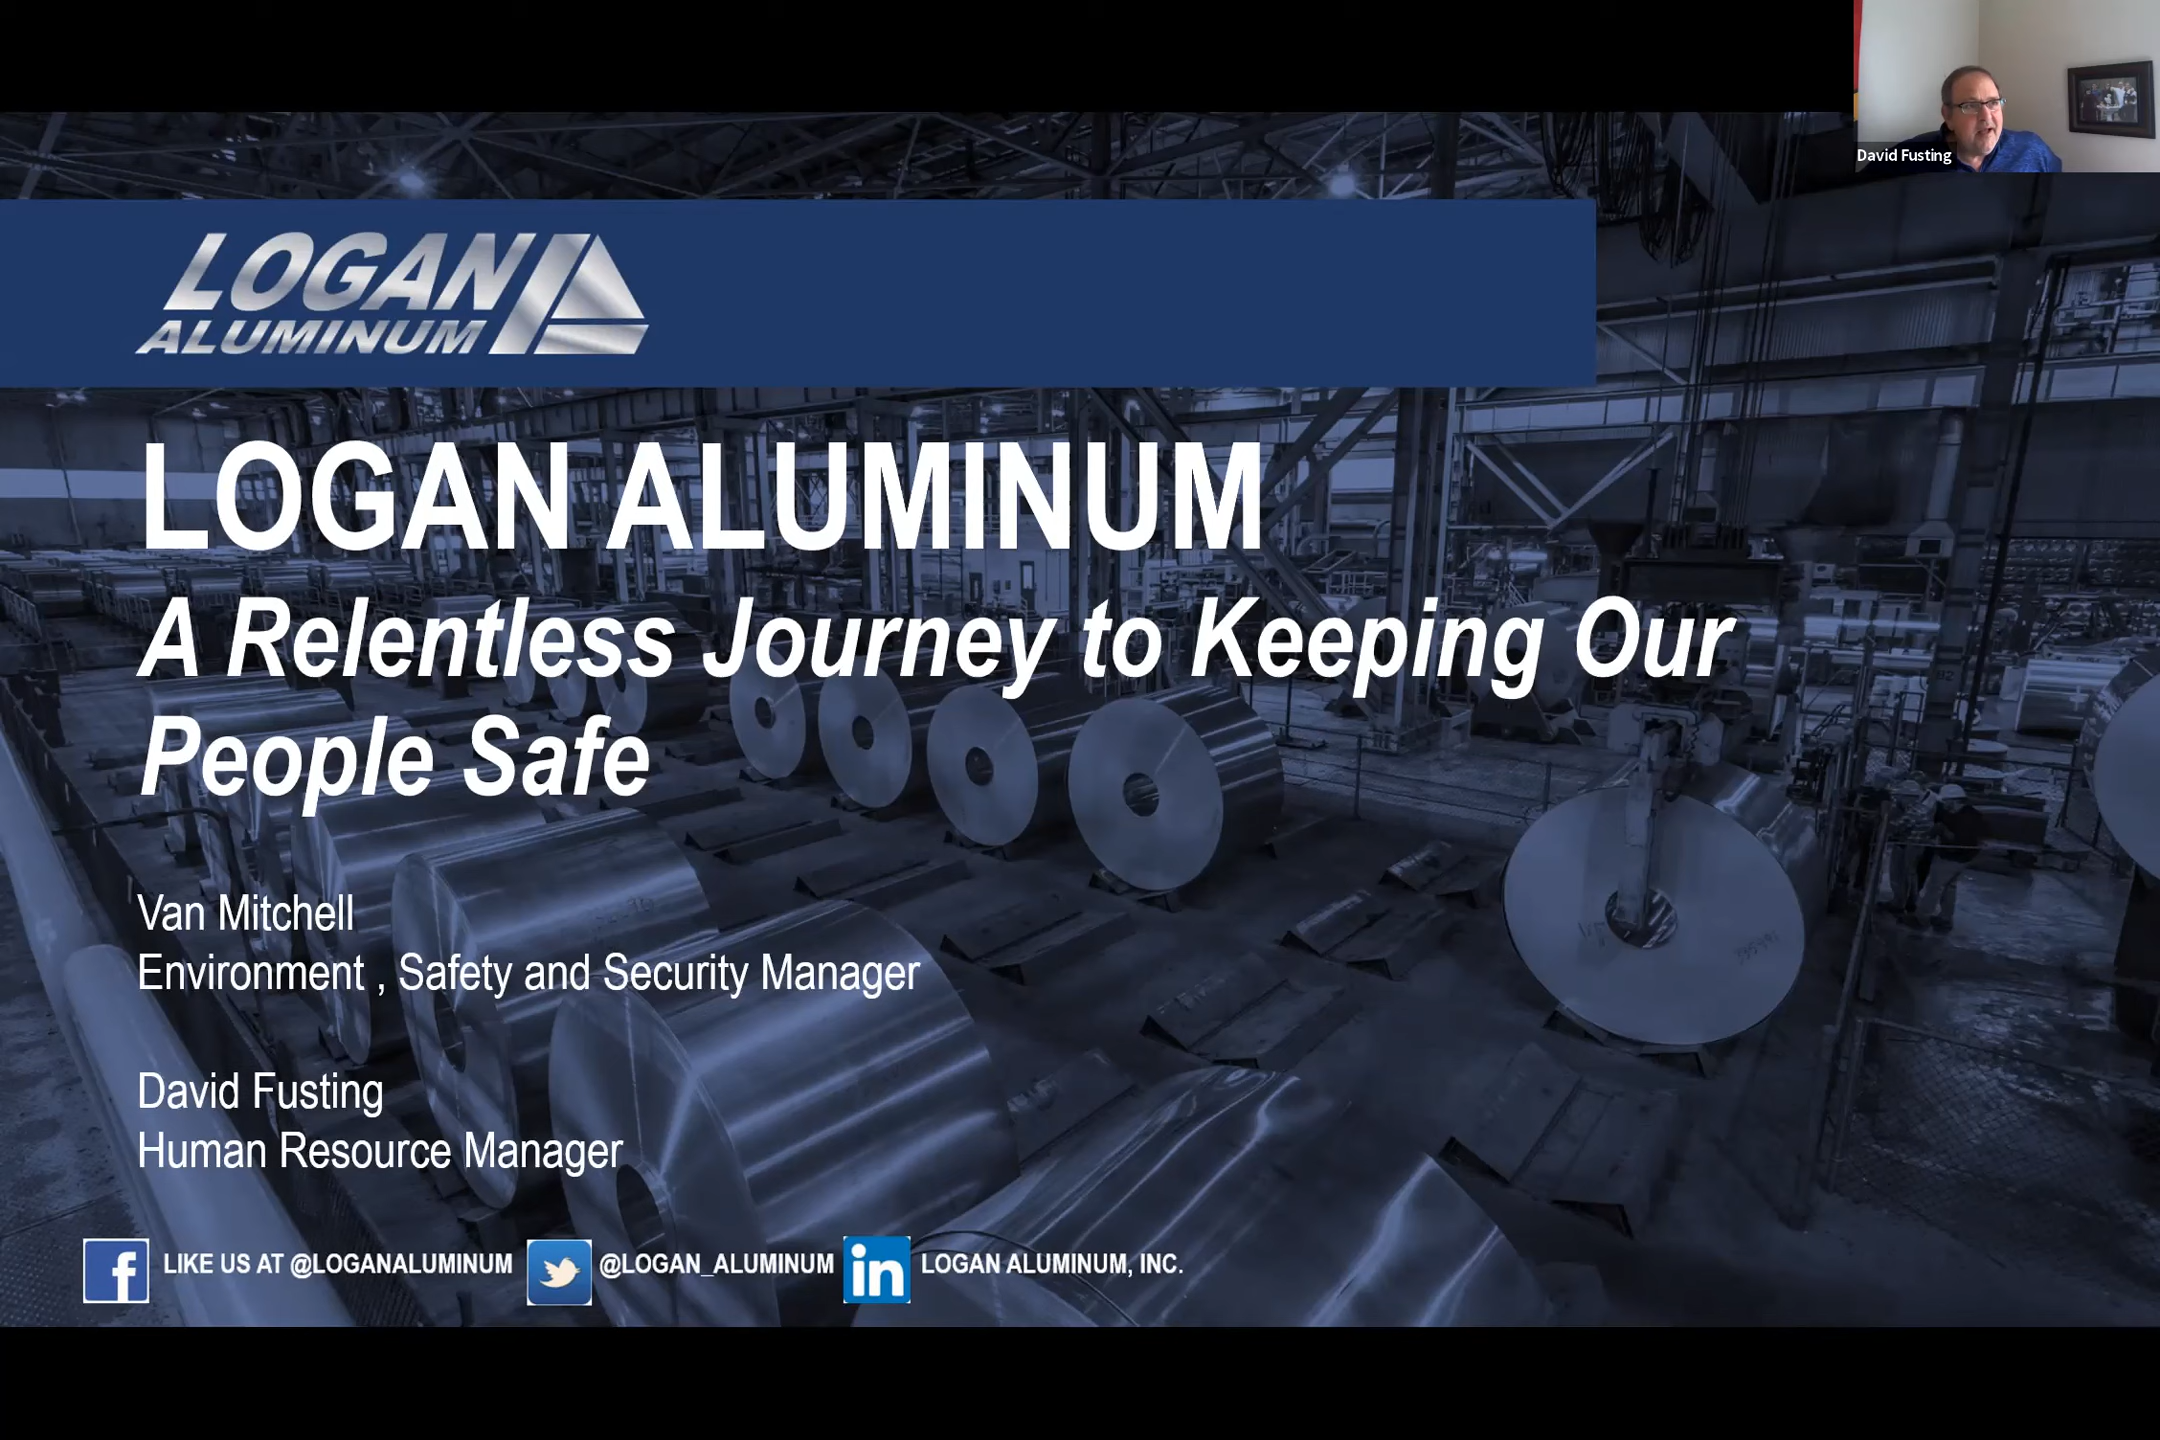 David Fusting
LOGAN
ALUMINUM
LOGAN ALUMINUM
A Relentless Journey to Keeping Our
People Safe
Van Mitchell
Environment , Safety and Security Manager
David Fusting
Human Resource Manager
f LIKE US AT @LOGANALUMINUM @LOGAN_ALUMINUM in LOGAN ALUMINUM, INC.